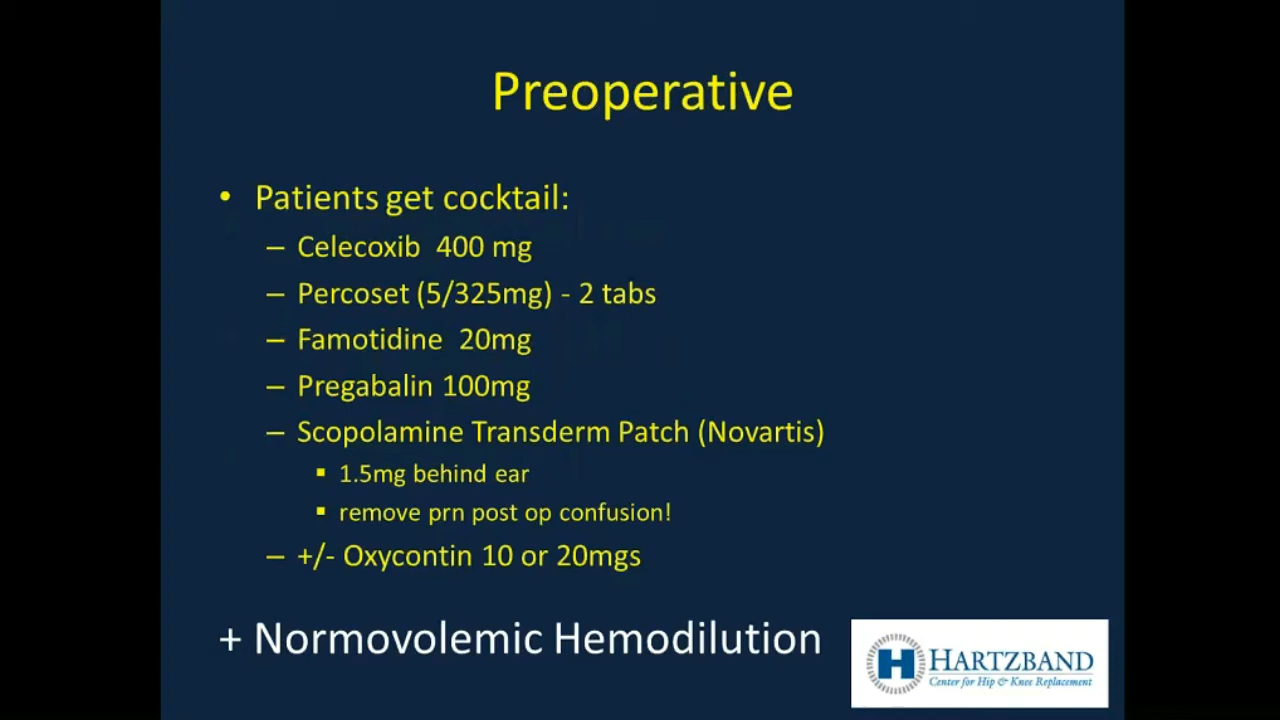 Preoperative
• Patients get cocktail:
– Celecoxib 400 mg
– Percoset (5/325mg) - 2 tabs
– Famotidine 20mg
– Pregabalin 100mg
– Scopolamine Transderm Patch (Novartis)
▪ 1.5mg behind ear
▪ remove prn post op confusion!
– +/- Oxycontin 10 or 20mgs
+ Normovolemic Hemodilution
H HARTZBAND
Center for Hip & Knee Replacement